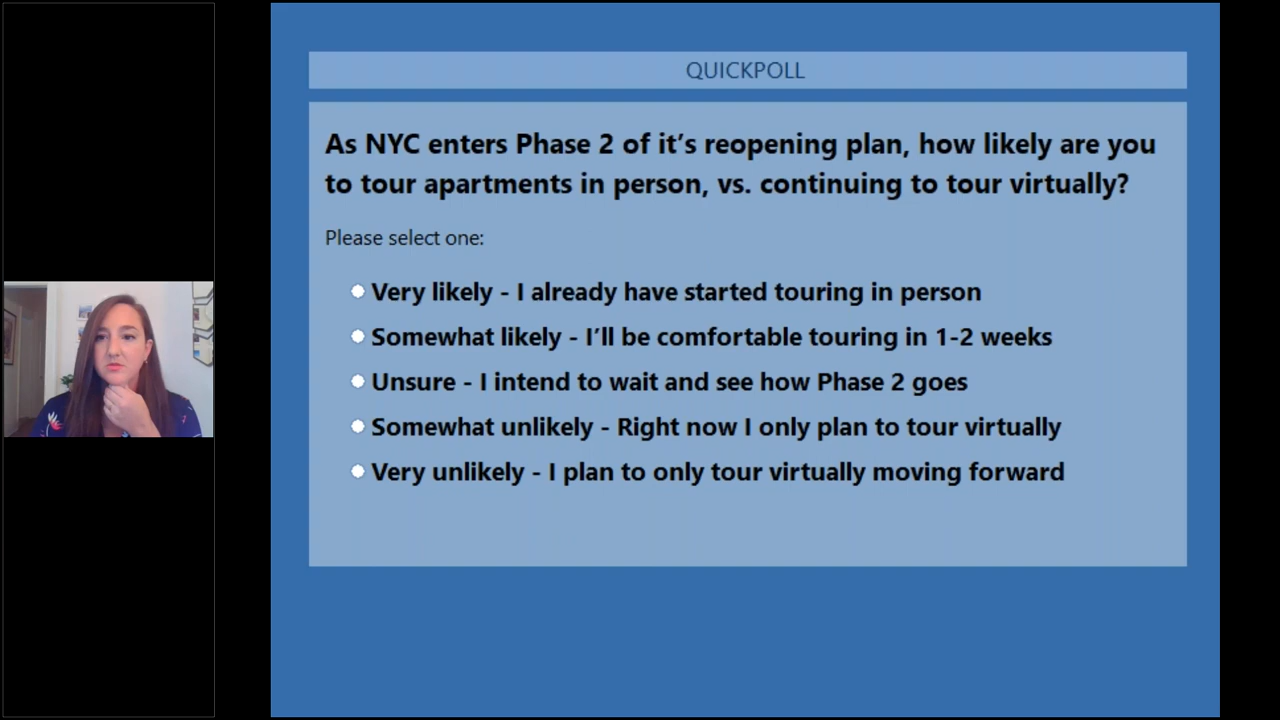 QUICKPOLL
As NYC enters Phase 2 of it’s reopening plan, how likely are you
to tour apartments in person, vs. continuing to tour virtually?
Please select one:
Very likely - I already have started touring in person
Somewhat likely - I’ll be comfortable touring in 1-2 weeks
Unsure - I intend to wait and see how Phase 2 goes
Somewhat unlikely - Right now I only plan to tour virtually
Very unlikely - I plan to only tour virtually moving forward